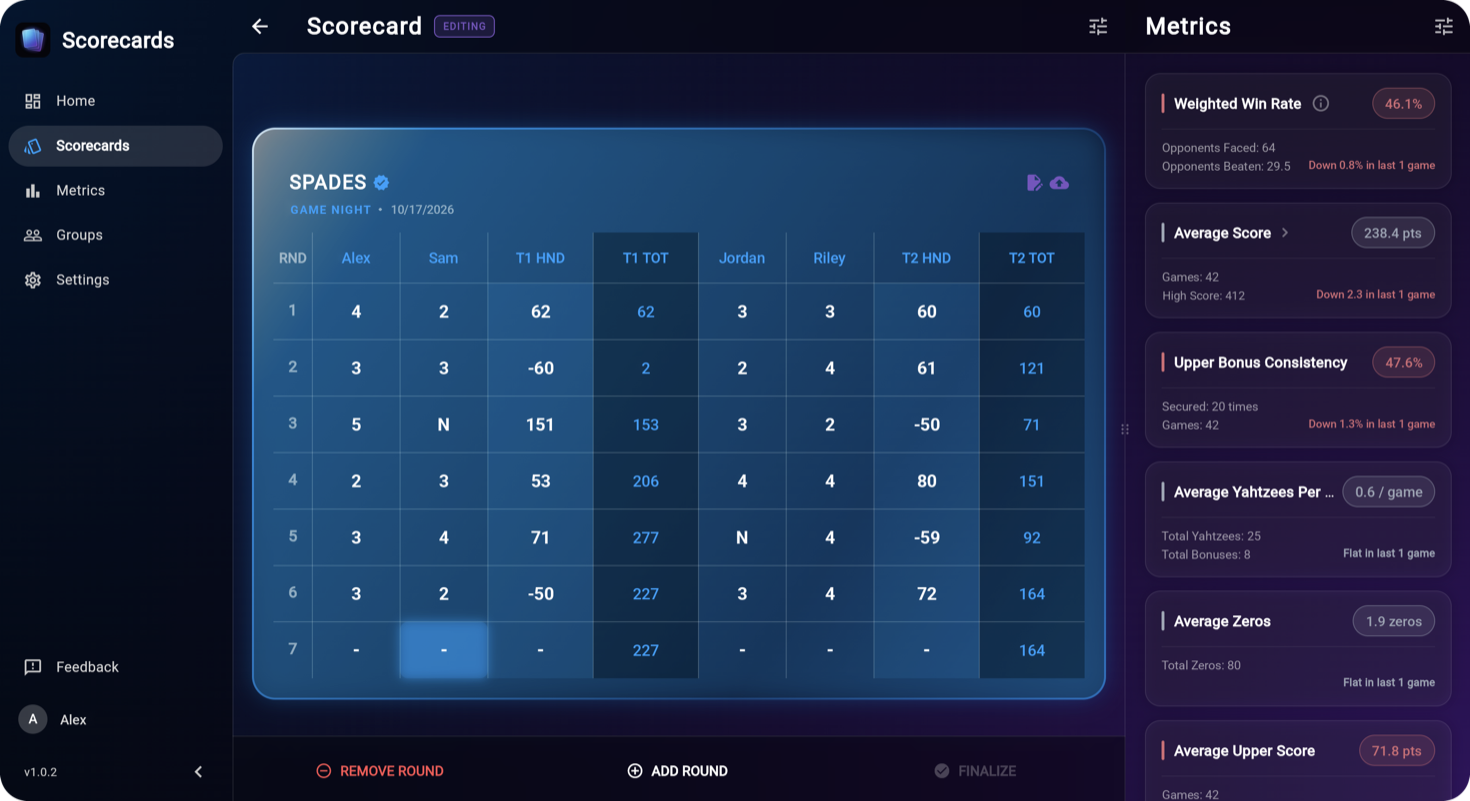 Scorecards
Home
Scorecards
Metrics
Groups
Settings
Feedback
A Alex
v1.0.2
Scorecard EDITING
SPADES
GAME NIGHT • 10/17/2026
RND Alex Sam T1 HND T1 TOT Jordan Riley T2 HND T2 TOT
1 4 2 62 62 3 3 60 60
2 3 3 -60 2 2 4 61 121
3 5 N 151 153 3 2 -50 71
4 2 3 53 206 4 4 80 151
5 3 4 71 277 N 4 -59 92
6 3 2 -50 227 3 4 72 164
7 - - - 227 - - - 164
REMOVE ROUND ADD ROUND FINALIZE
Metrics
Weighted Win Rate 46.1%
Opponents Faced: 64
Opponents Beaten: 29.5 Down 0.8% in last 1 game
Average Score 238.4 pts
Games: 42
High Score: 412 Down 2.3 in last 1 game
Upper Bonus Consistency 47.6%
Secured: 20 times
Games: 42 Down 1.3% in last 1 game
Average Yahtzees Per ... 0.6 / game
Total Yahtzees: 25
Total Bonuses: 8 Flat in last 1 game
Average Zeros 1.9 zeros
Total Zeros: 80
Flat in last 1 game
Average Upper Score 71.8 pts
Games: 42